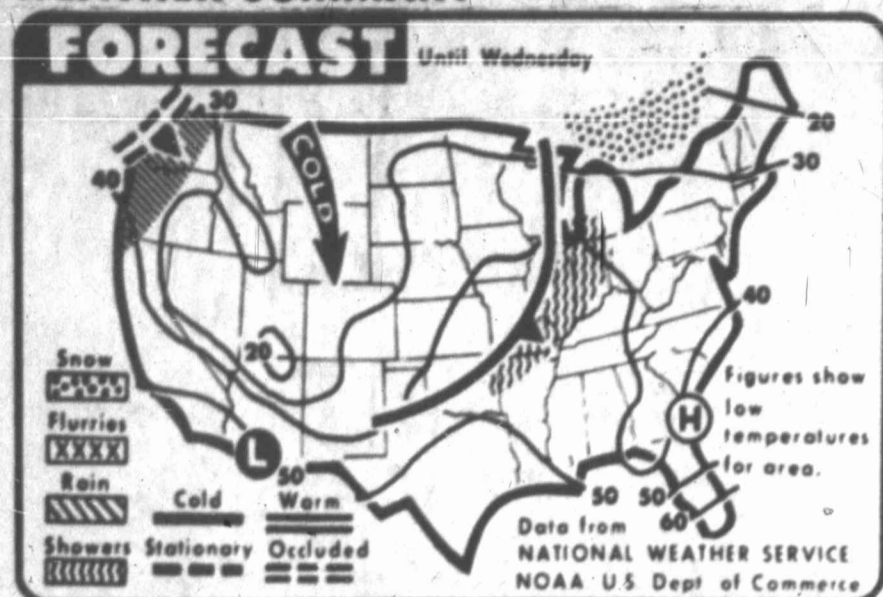 FORECAST Until Wednesday
30
20
40
COLD
30
40
20
Snow
Figures show
low
Flurries
H
temperatures
for area.
L
50
Rain
Cold Warm
50 50
60
Data from
Showers Stationary Occluded
NATIONAL WEATHER SERVICE
NOAA U.S. Dept of Commerce